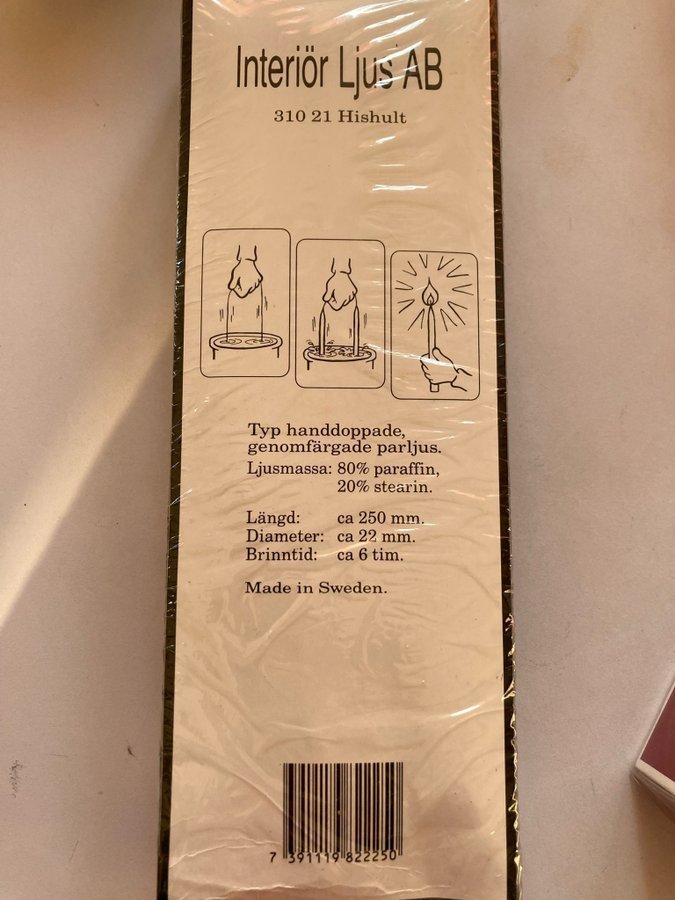 Interiör Ljus AB
310 21 Hishult
Typ handdoppade,
genomfärgade parljus.
Ljusmassa: 80% paraffin,
20% stearin.
Längd: ca 250 mm.
Diameter: ca 22 mm.
Brinntid: ca 6 tim.
Made in Sweden.
7 391119 822250